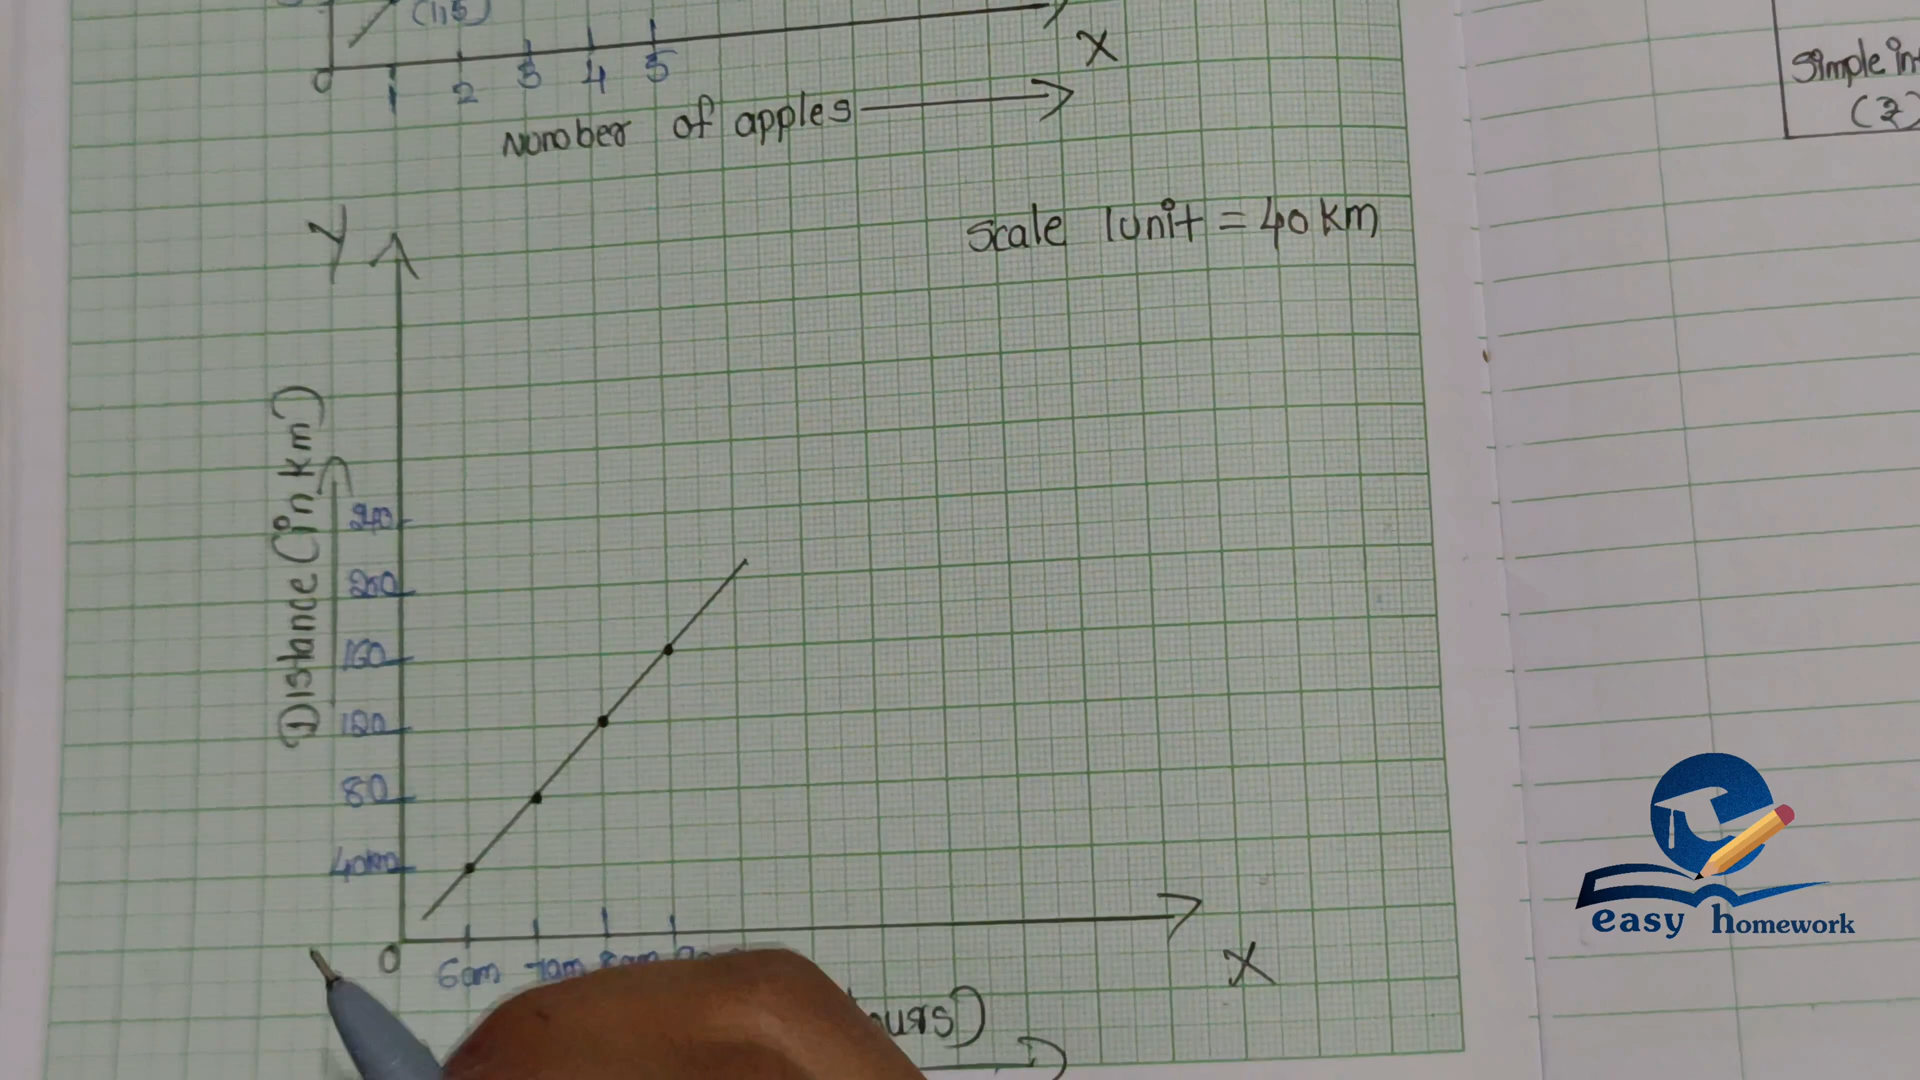 (1,5)
0 1 2 3 4 5 X
Number of apples
Simple in
(₹)
Y
Scale 1unit = 40 km
Distance (in km)
240
200
160
120
80
40km
0
6am 7am 8am
X
ours)
easy homework